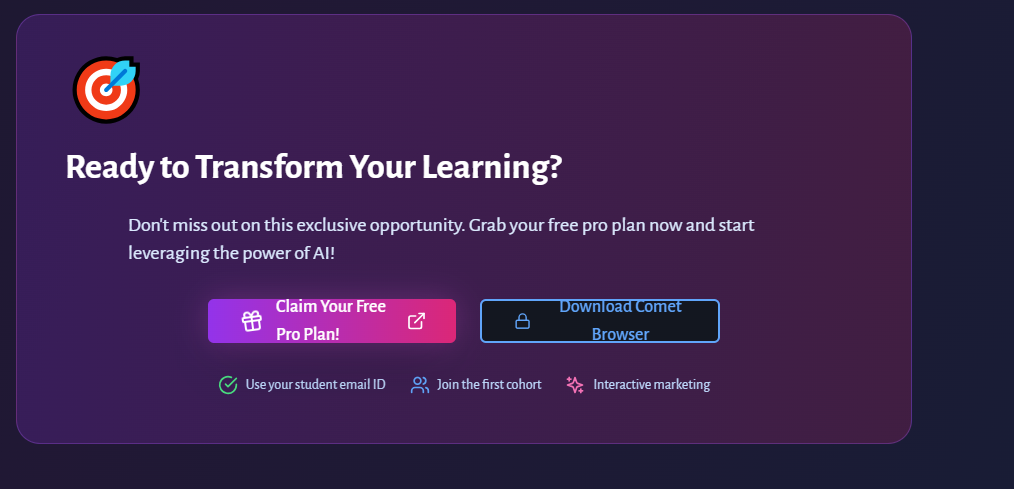 Ready to Transform Your Learning?
Don't miss out on this exclusive opportunity. Grab your free pro plan now and start
leveraging the power of AI!
Claim Your Free
Pro Plan!
Download Comet
Browser
Use your student email ID
Join the first cohort
Interactive marketing